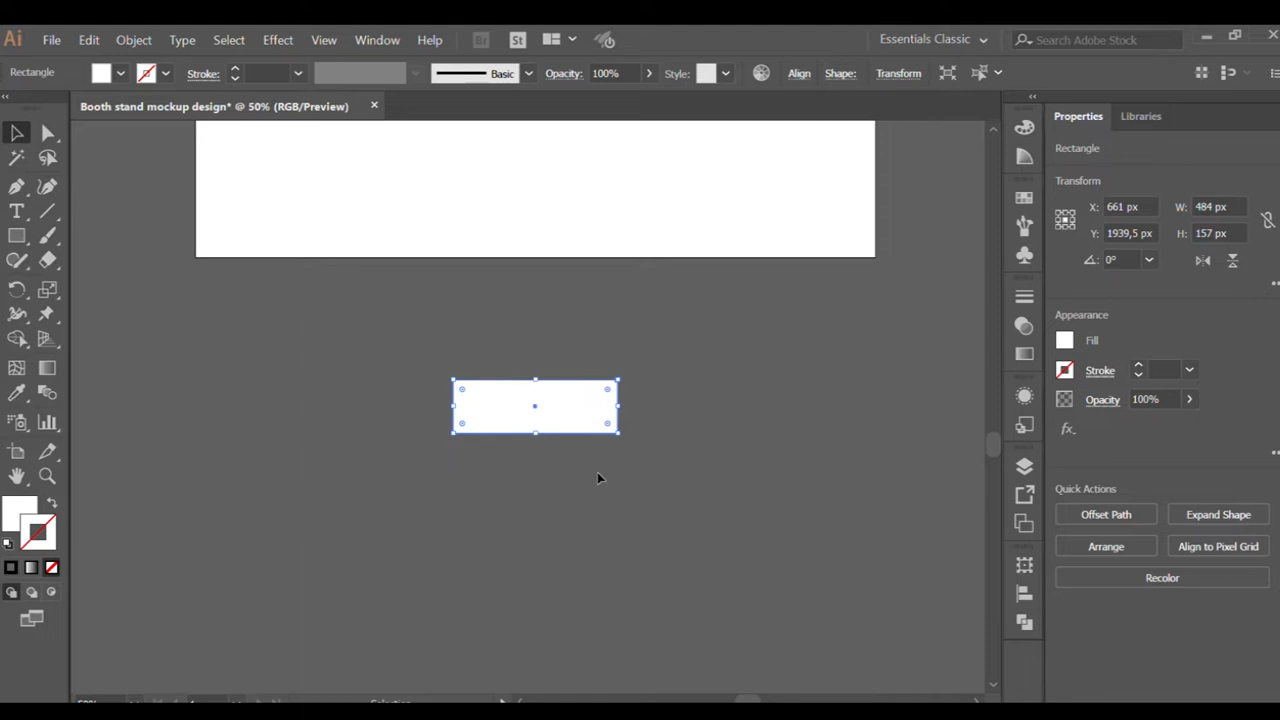 Ai File Edit Object Type Select Effect View Window Help Br St Essentials Classic Search Adobe Stock
Rectangle Stroke: Basic Opacity: 100% Style: Align Shape: Transform
Booth stand mockup design* @ 50% (RGB/Preview)
Properties Libraries
Rectangle
Transform
X: 661 px W: 484 px
Y: 1939,5 px H: 157 px
0°
Appearance
Fill
Stroke
Opacity 100%
fx.
Quick Actions
Offset Path Expand Shape
Arrange Align to Pixel Grid
Recolor